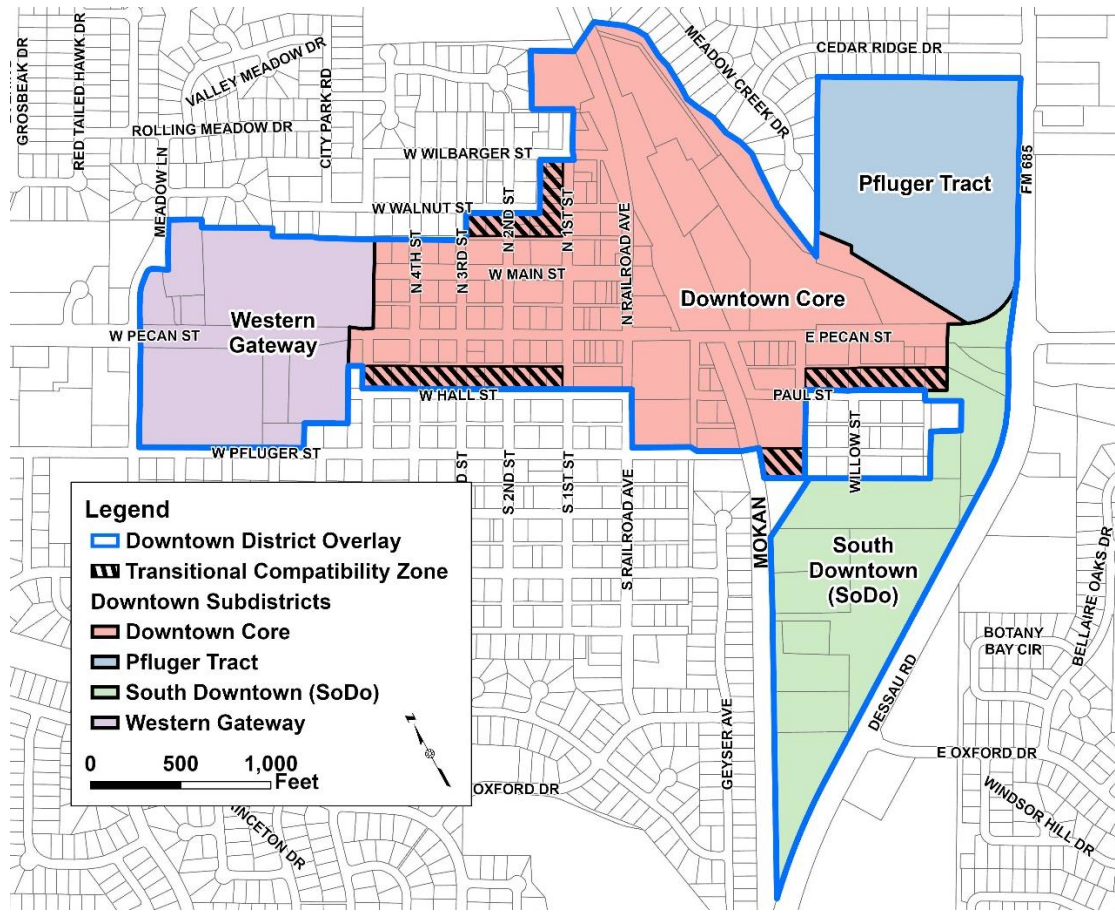 GROSBEAK DR
RED TAILED HAWK DR
VALLEY MEADOW DR
CITY PARK RD
ROLLING MEADOW DR
MEADOW LN
MEADOW CREEK DR
CEDAR RIDGE DR
FM 685
Pfluger Tract
W WILBARGER ST
W WALNUT ST
N 4TH ST
N 3RD ST
N 2ND ST
N 1ST ST
W MAIN ST
N RAILROAD AVE
Downtown Core
Western
Gateway
W PECAN ST
E PECAN ST
W HALL ST
PAUL ST
WILLOW ST
W PFLUGER ST
D ST
S 2ND ST
S 1ST ST
S RAILROAD AVE
MOKAN
GEYSER AVE
South
Downtown
(SoDo)
DESSAU RD
BOTANY
BAY CIR
BELLAIRE OAKS DR
E OXFORD DR
WINDSOR HILL DR
OXFORD DR
INCETON DR
Legend
Downtown District Overlay
Transitional Compatibility Zone
Downtown Subdistricts
Downtown Core
Pfluger Tract
South Downtown (SoDo)
Western Gateway
0 500 1,000
Feet
Z